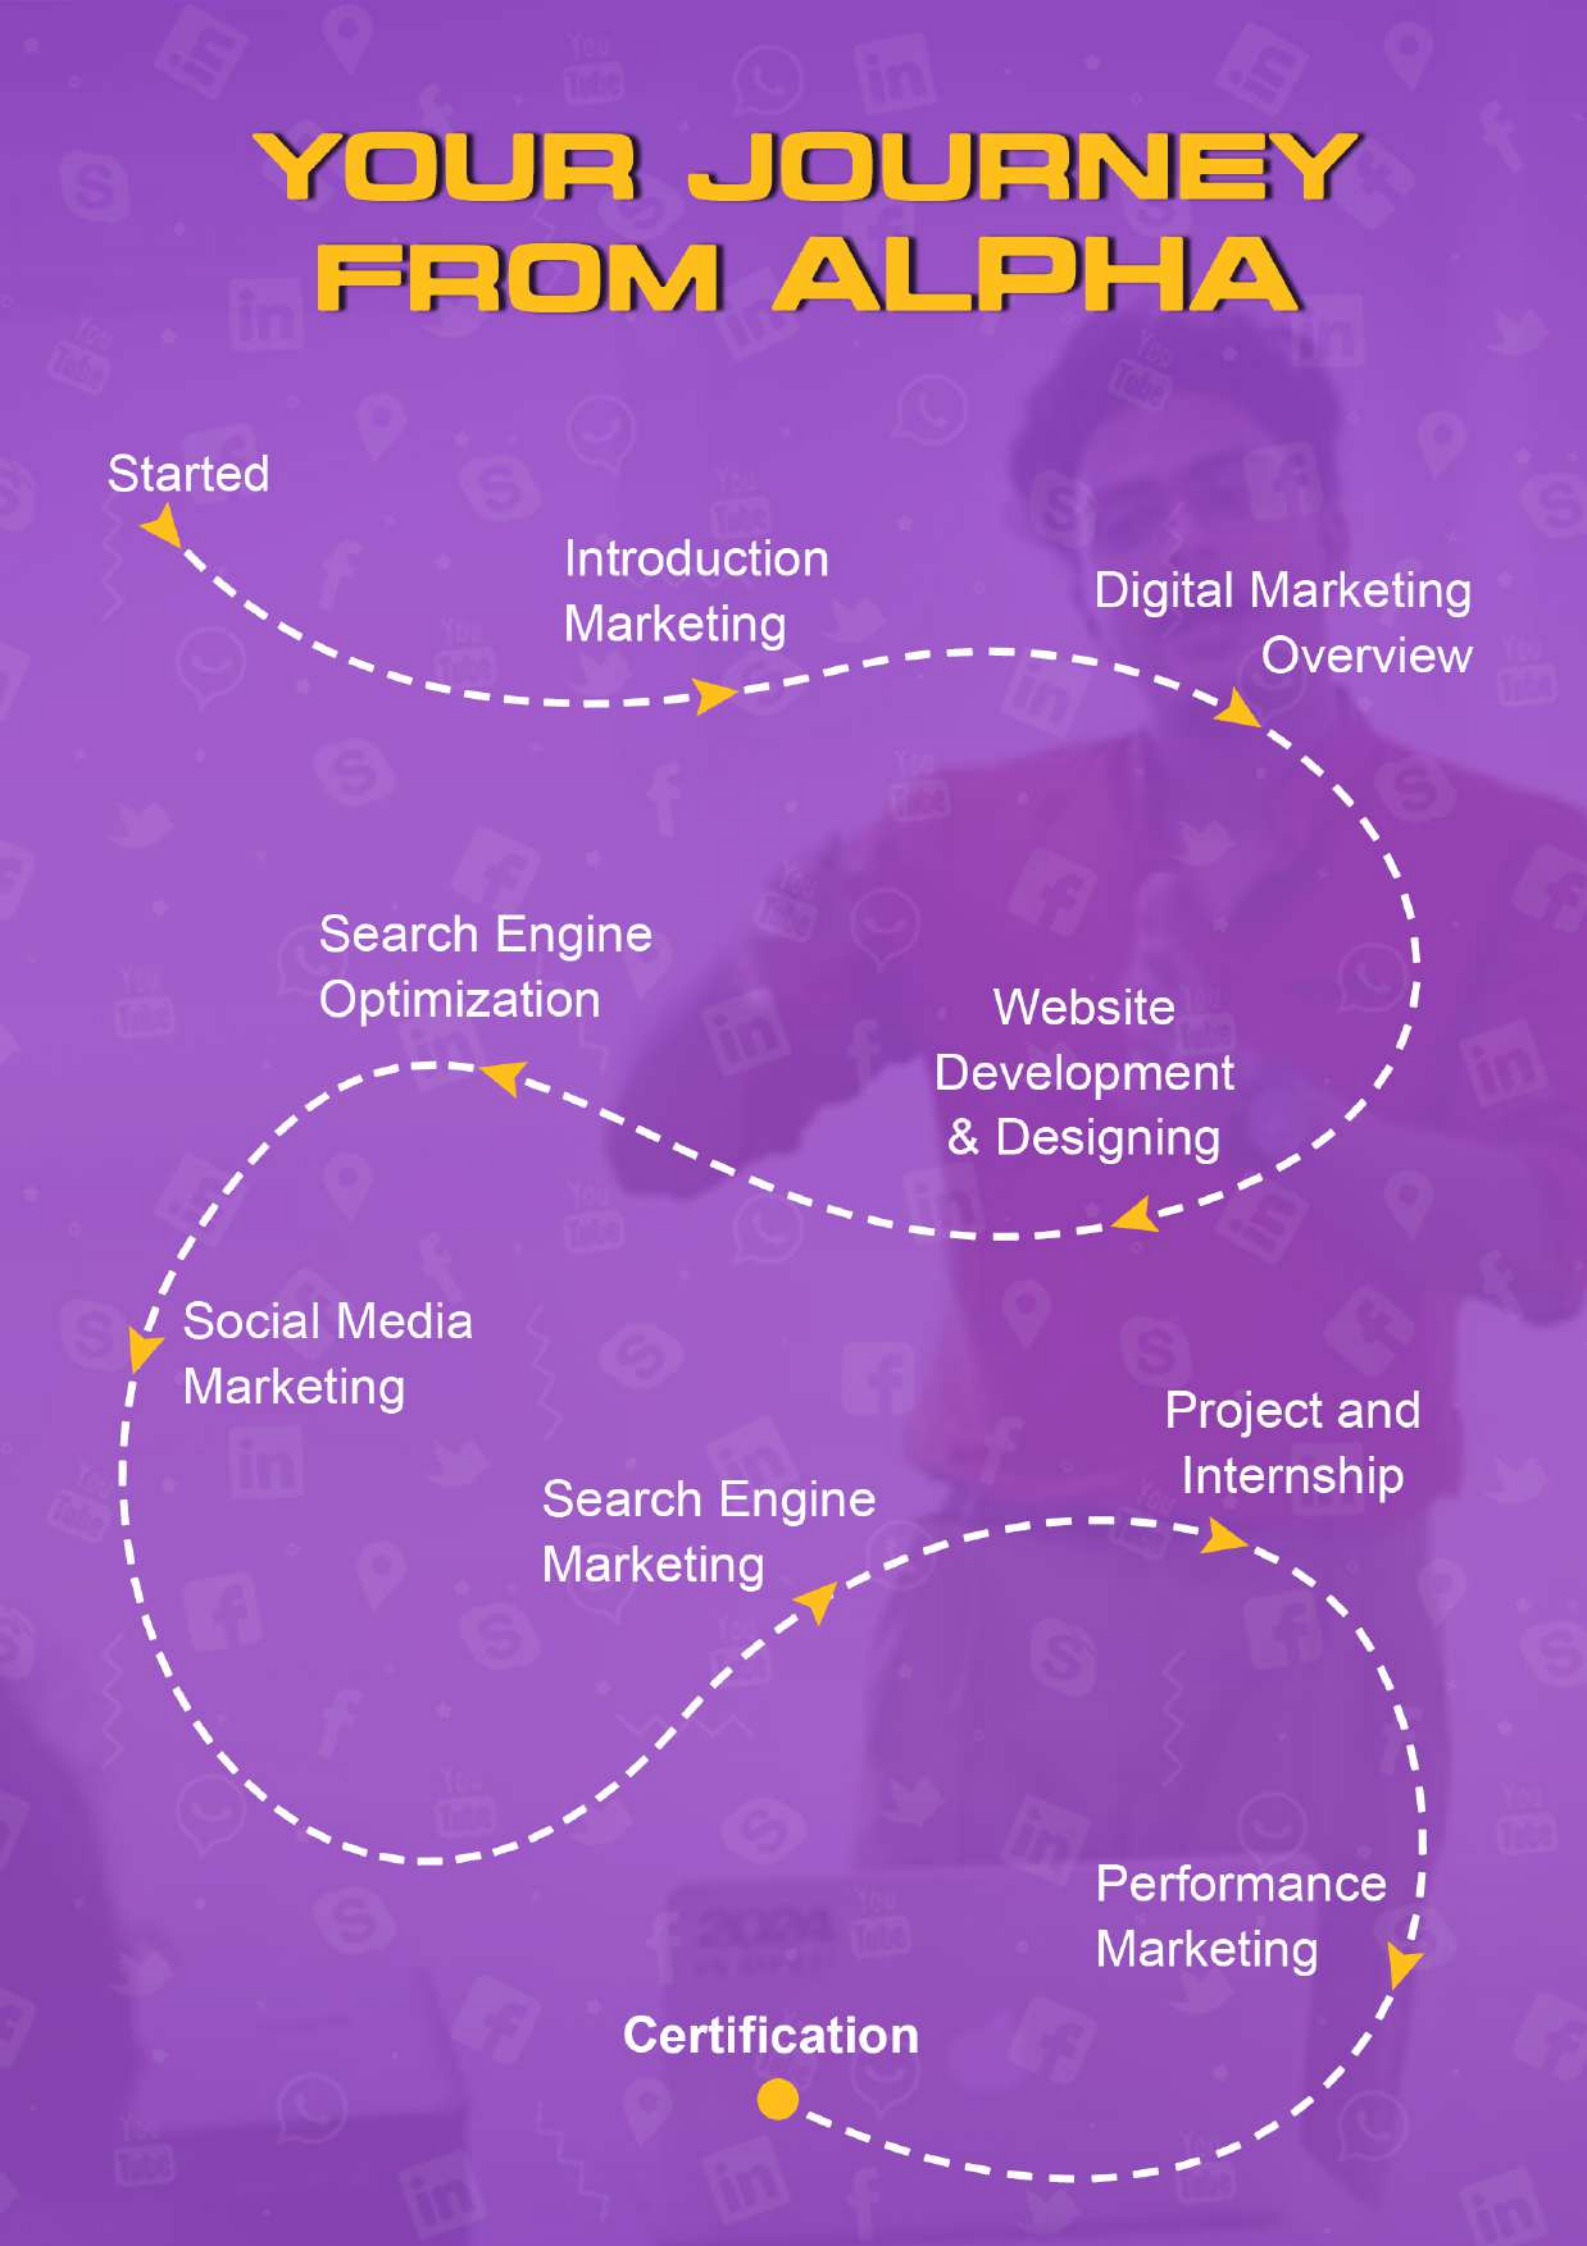 YOUR JOURNEY
FROM ALPHA
Started
Introduction
Marketing
Digital Marketing
Overview
Website
Development
& Designing
Search Engine
Optimization
Social Media
Marketing
Search Engine
Marketing
Project and
Internship
Performance
Marketing
Certification
2024